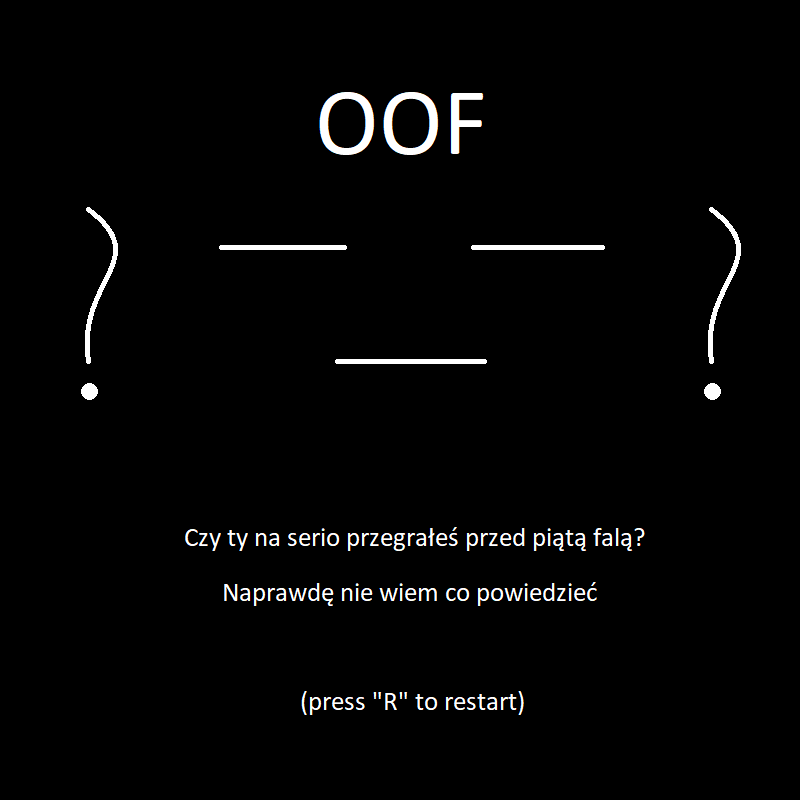 OOF
? ?
Czy ty na serio przegrałeś przed piątą falą?
Naprawdę nie wiem co powiedzieć
(press "R" to restart)